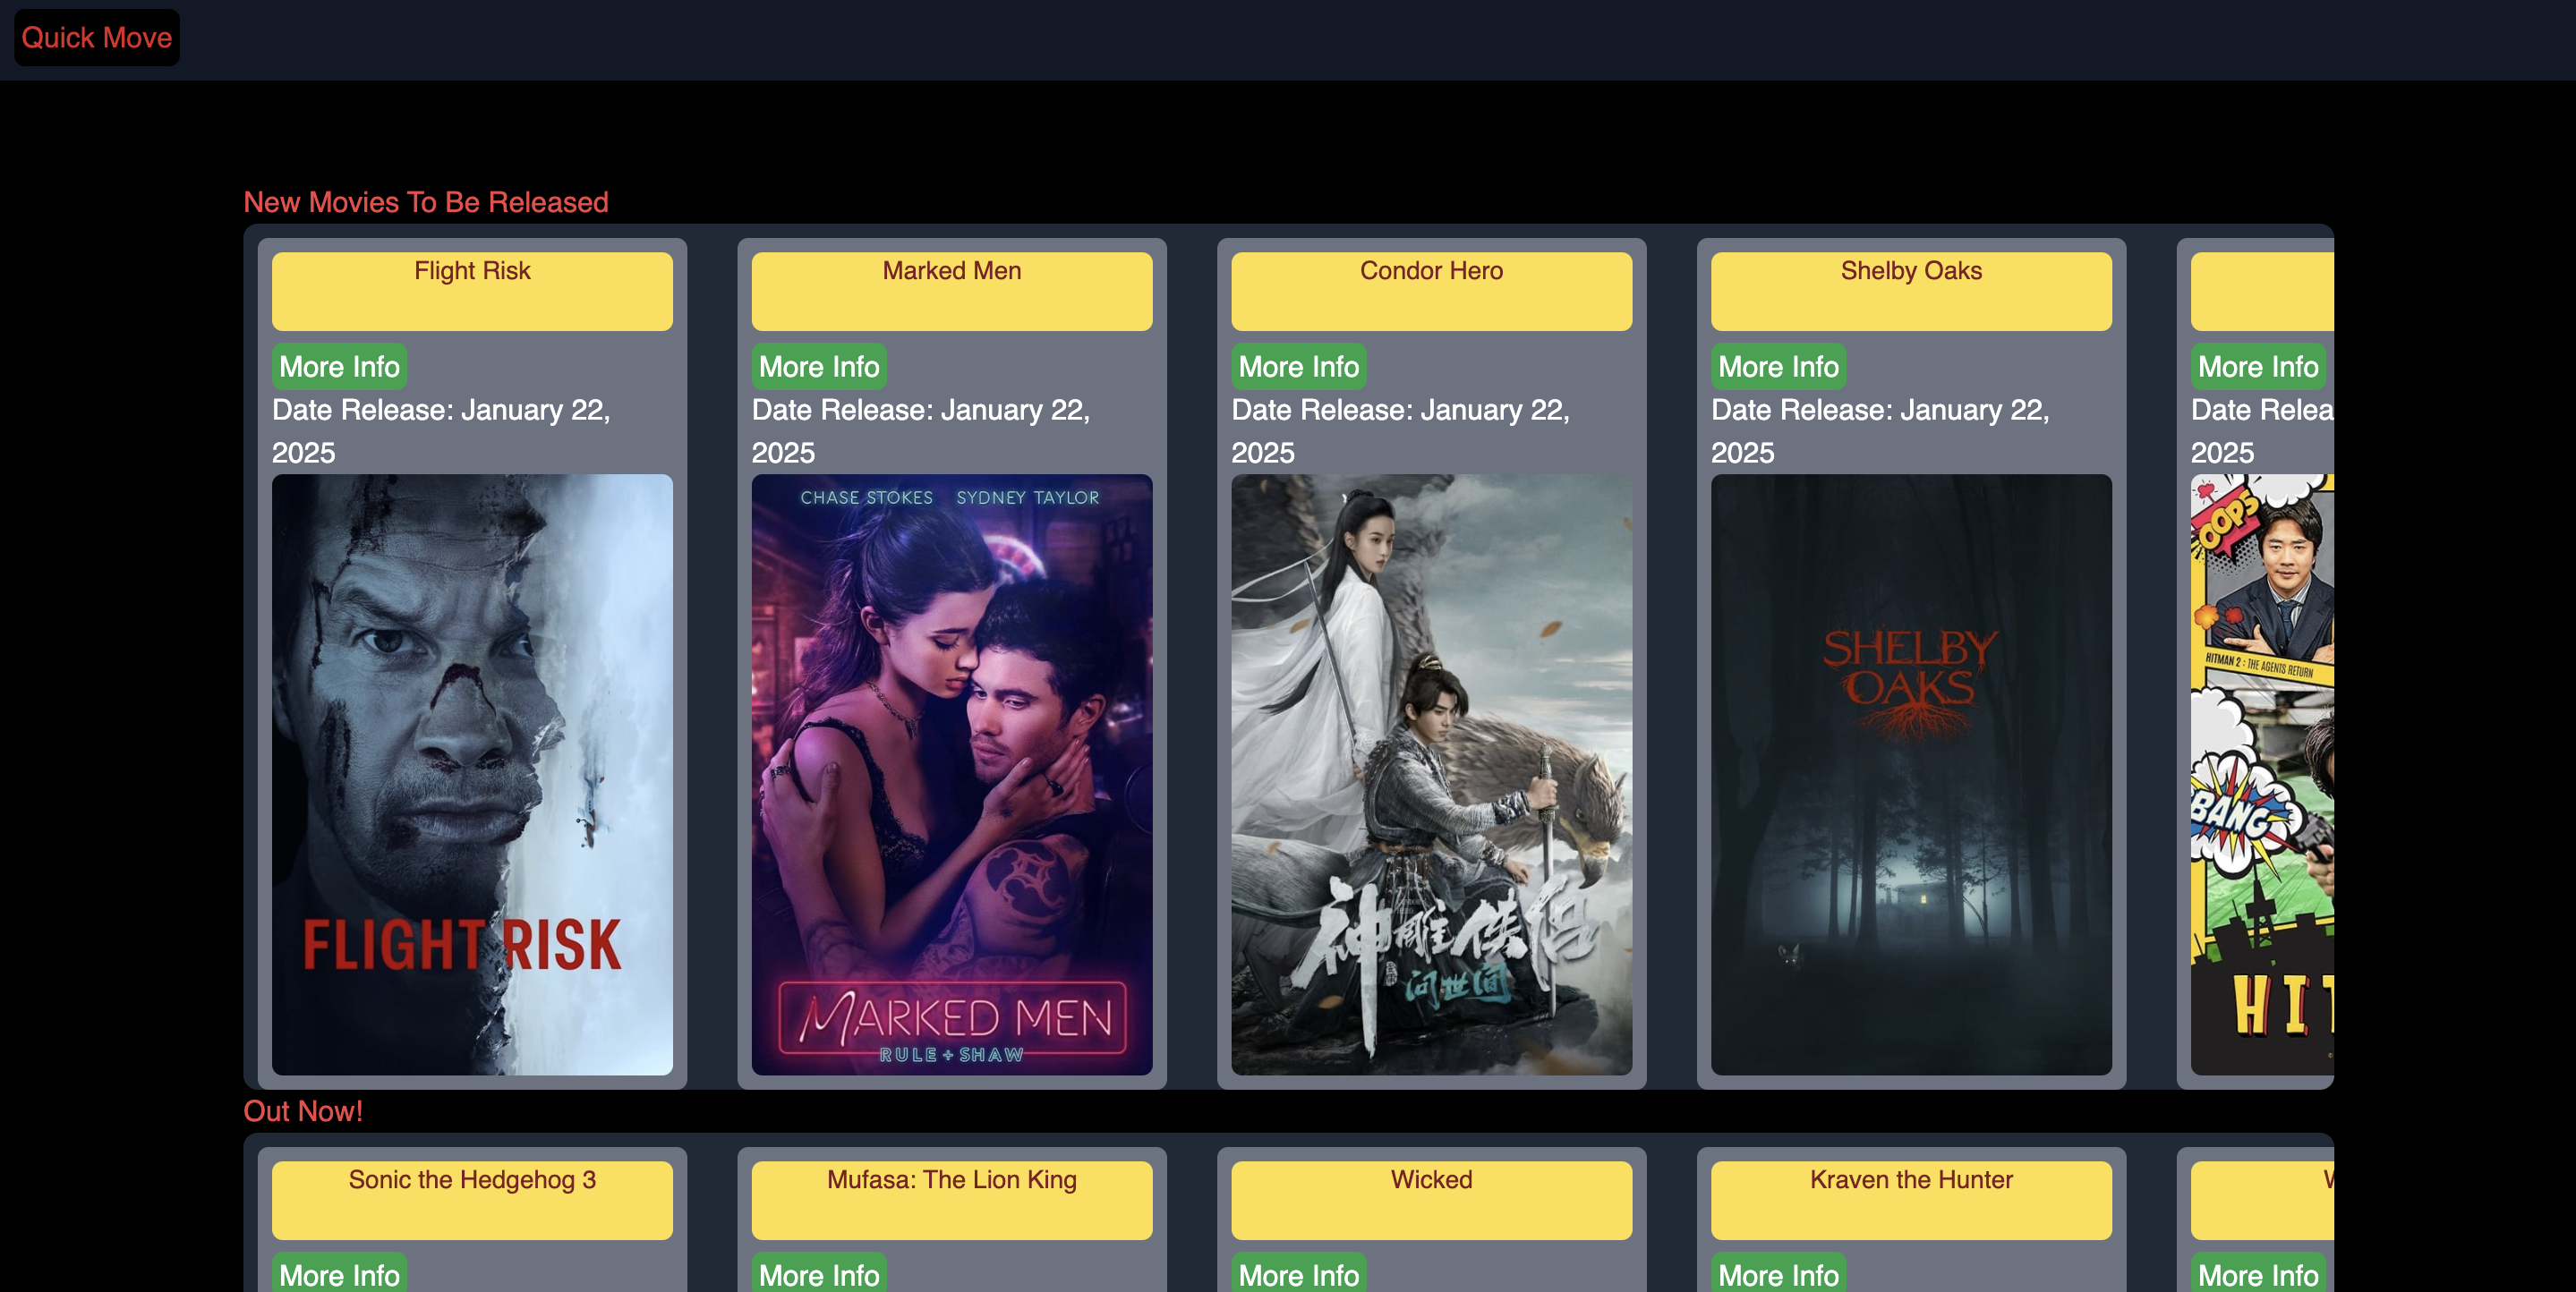 Quick Move
New Movies To Be Released
Flight Risk
More Info
Date Release: January 22,
2025
FLIGHT RISK
Marked Men
More Info
Date Release: January 22,
2025
CHASE STOKES SYDNEY TAYLOR
MARKED MEN
RULE + SHAW
Condor Hero
More Info
Date Release: January 22,
2025
神雕侠侣
问世间
Shelby Oaks
More Info
Date Release: January 22,
2025
SHELBY
OAKS
More Info
Date Relea
2025
OOPS
HITMAN 2 : THE AGENTS RETURN
BANG
HIT
Out Now!
Sonic the Hedgehog 3
More Info
Mufasa: The Lion King
More Info
Wicked
More Info
Kraven the Hunter
More Info
More Info